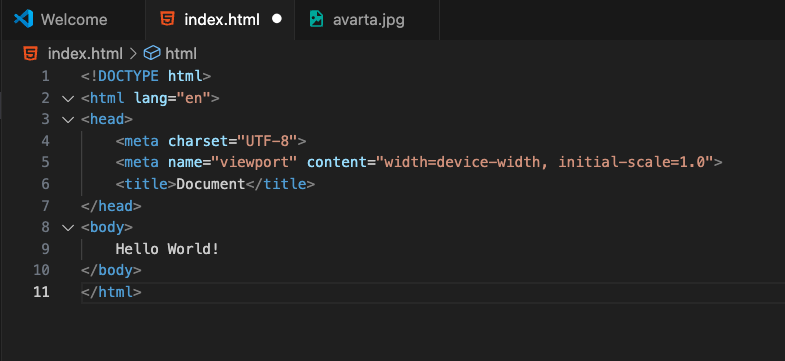 Welcome index.html avarta.jpg
index.html > html
1 <!DOCTYPE html>
2 <html lang="en">
3 <head>
4     <meta charset="UTF-8">
5     <meta name="viewport" content="width=device-width, initial-scale=1.0">
6     <title>Document</title>
7 </head>
8 <body>
9     Hello World!
10 </body>
11 </html>